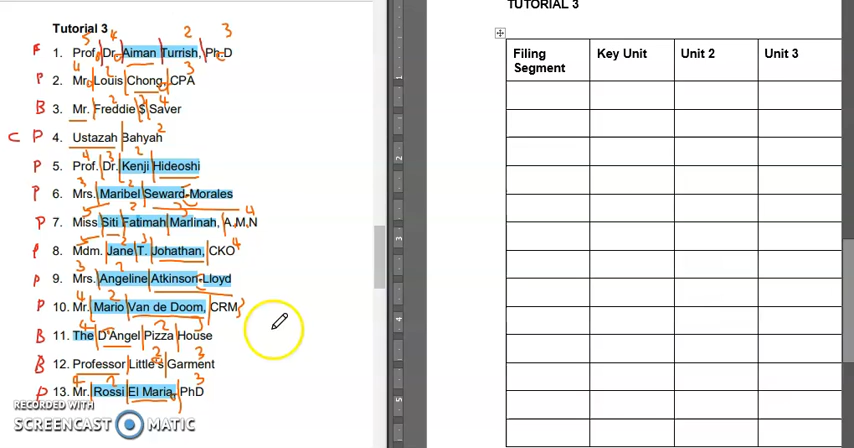 Tutorial 3
1. Prof. Dr. Aiman Turrish, Ph.D
2. Mr. Louis Chong, CPA
3. Mr. Freddie $ Saver
4. Ustazah Bahyah
5. Prof. Dr. Kenji Hideoshi
6. Mrs. Maribel Seward-Morales
7. Miss Siti Fatimah Marlinah, A.M.N
8. Mdm. Jane T. Johathan, CKO
9. Mrs. Angeline Atkinson-Lloyd
10. Mr. Mario Van de Doom, CRM
11. The D'Angel Pizza House
12. Professor Little's Garment
13. Mr. Rossi El Maria, PhD
RECORDED WITH
SCREENCAST MATIC
TUTORIAL 3
Filing Segment Key Unit Unit 2 Unit 3